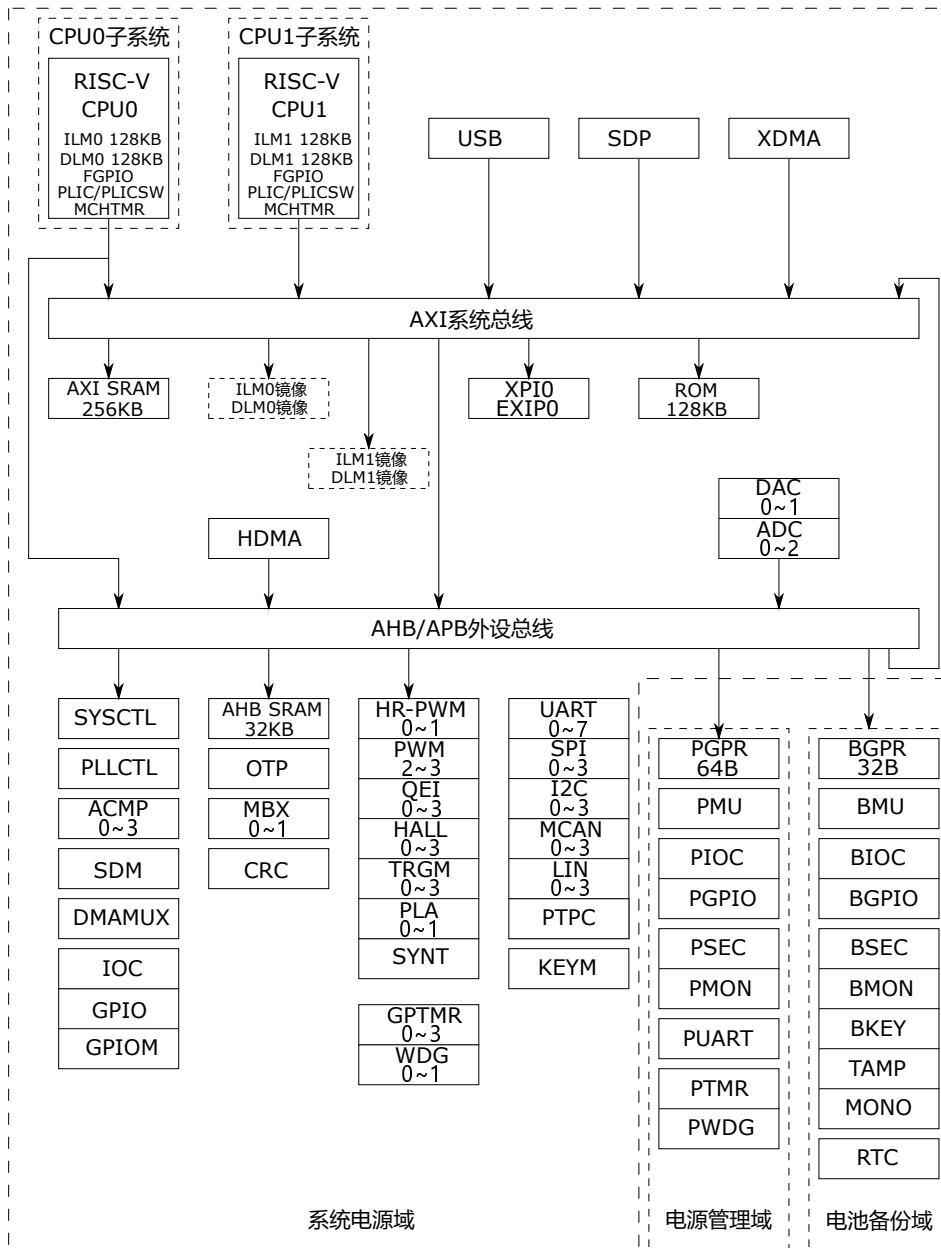 CPU0子系统
RISC-V
CPU0
ILM0 128KB
DLM0 128KB
FGPIO
PLIC/PLICSW
MCHTMR
CPU1子系统
RISC-V
CPU1
ILM1 128KB
DLM1 128KB
FGPIO
PLIC/PLICSW
MCHTMR
USB
SDP
XDMA
AXI系统总线
AXI SRAM
256KB
ILM0镜像
DLM0镜像
ILM1镜像
DLM1镜像
XPI0
EXIP0
ROM
128KB
DAC
0~1
ADC
0~2
HDMA
AHB/APB外设总线
SYSCTL
PLLCTL
ACMP
0~3
SDM
DMAMUX
IOC
GPIO
GPIOM
AHB SRAM
32KB
OTP
MBX
0~1
CRC
HR-PWM
0~1
PWM
2~3
QEI
0~3
HALL
0~3
TRGM
0~3
PLA
0~1
SYNT
GPTMR
0~3
WDG
0~1
UART
0~7
SPI
0~3
I2C
0~3
MCAN
0~3
LIN
0~3
PTPC
KEYM
PGPR
64B
PMU
PIOC
PGPIO
PSEC
PMON
PUART
PTMR
PWDG
BGPR
32B
BMU
BIOC
BGPIO
BSEC
BMON
BKEY
TAMP
MONO
RTC
系统电源域
电源管理域
电池备份域